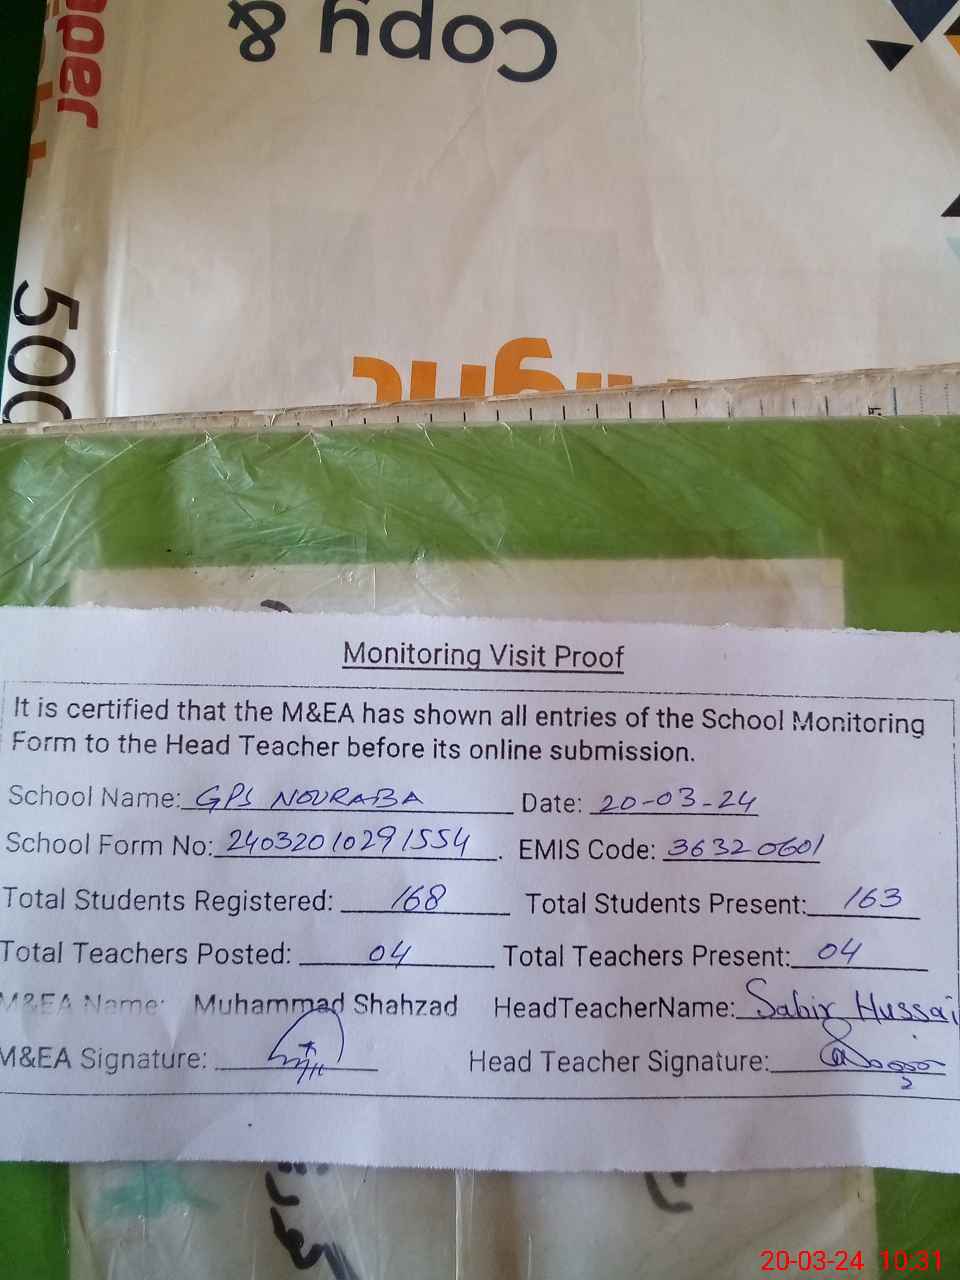 Copy &
500
Monitoring Visit Proof
It is certified that the M&EA has shown all entries of the School Monitoring
Form to the Head Teacher before its online submission.
School Name: GPS NOURABA Date: 20-03-24
School Form No: 24032010291554. EMIS Code: 36320601
Total Students Registered: 168 Total Students Present: 163
Total Teachers Posted: 04 Total Teachers Present: 04
M&EA Name: Muhammad Shahzad HeadTeacherName: Sabir Hussai
M&EA Signature: Head Teacher Signature:
20-03-24 10:31